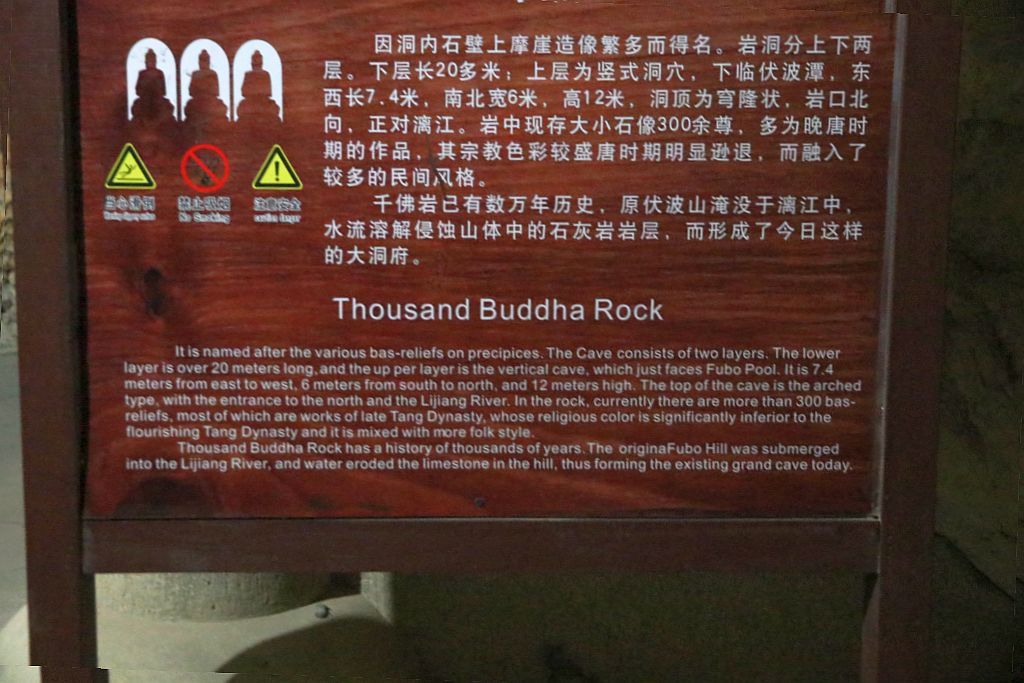 因洞内石壁上摩崖造像繁多而得名。岩洞分上下两
层。下层长20多米；上层为竖式洞穴，下临伏波潭，东
西长7.4米，南北宽6米，高12米，洞顶为穹隆状，岩口北
向，正对漓江。岩中现存大小石像300余尊，多为晚唐时
期的作品，其宗教色彩较盛唐时期明显逊退，而融入了
较多的民间风格。
千佛岩已有数万年历史，原伏波山淹没于漓江中，
水流溶解侵蚀山体中的石灰岩岩层，而形成了今日这样
的大洞府。
当心滑倒
禁止吸烟
注意安全
No Smoking
Thousand Buddha Rock
It is named after the various bas-reliefs on precipices. The Cave consists of two layers. The lower
layer is over 20 meters long, and the up per layer is the vertical cave, which just faces Fubo Pool. It is 7.4
meters from east to west, 6 meters from south to north, and 12 meters high. The top of the cave is the arched
type, with the entrance to the north and the Lijiang River. In the rock, currently there are more than 300 bas-
reliefs, most of which are works of late Tang Dynasty, whose religious color is significantly inferior to the
flourishing Tang Dynasty and it is mixed with more folk style.
Thousand Buddha Rock has a history of thousands of years. The originaFubo Hill was submerged
into the Lijiang River, and water eroded the limestone in the hill, thus forming the existing grand cave today.